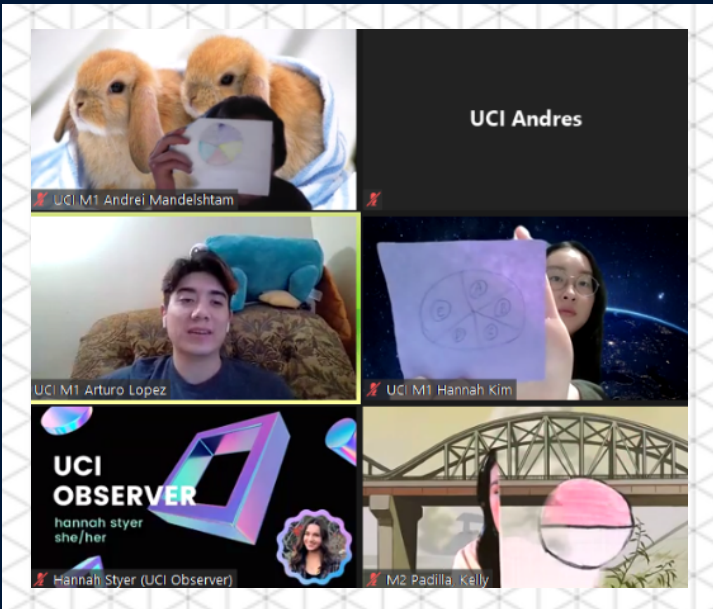 UCI M1 Andrei Mandelshtam
UCI Andres
UCI M1 Arturo Lopez
A
UCI M1 Hannah Kim
UCI
OBSERVER
hannah styer
she/her
Hannah Styer (UCI Observer)
M2 Padilla Kelly